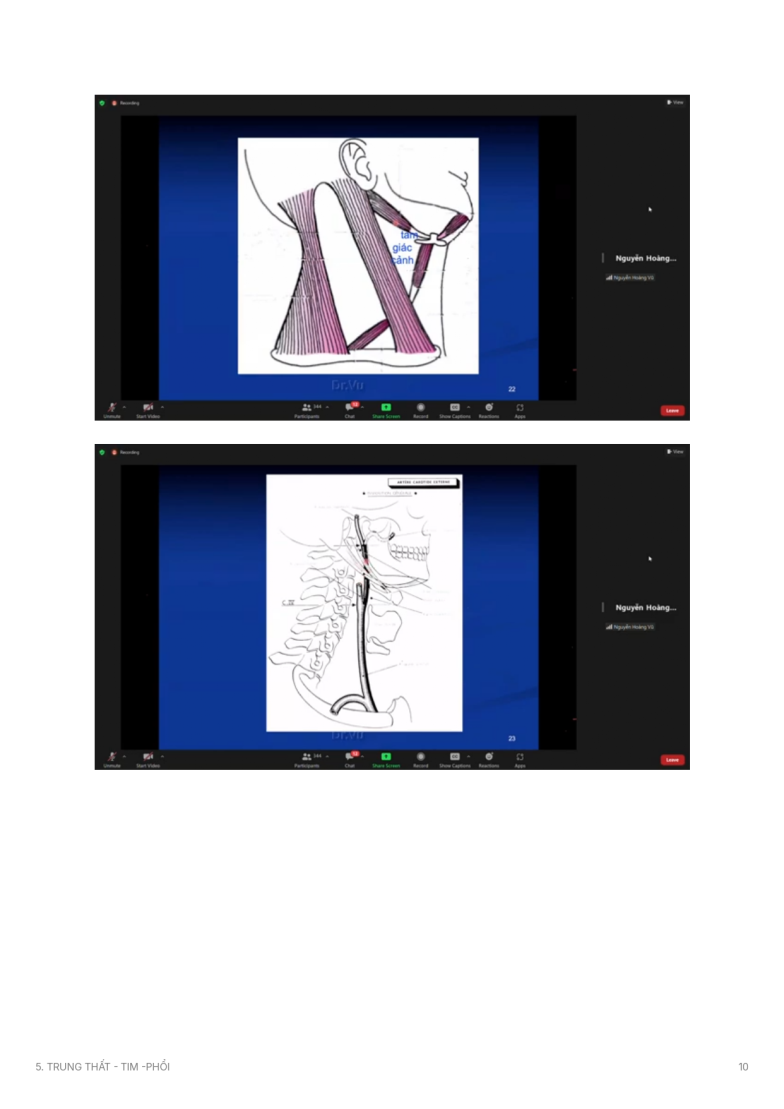 Recording
View
tam
giác
cảnh
Nguyễn Hoàng...
Nguyễn Hoàng Vũ
Dr.Vu
22
Unmute
Start Video
244
Participants
Chat
Share Screen
Record
Show Captions
Reactions
Apps
Leave
Recording
View
ARTERE CAROTIDE EXTERNE
Nguyễn Hoàng...
Nguyễn Hoàng Vũ
Dr.Vu
23
Unmute
Start Video
244
Participants
Chat
Share Screen
Record
Show Captions
Reactions
Apps
Leave
5. TRUNG THẤT - TIM -PHỔI
10